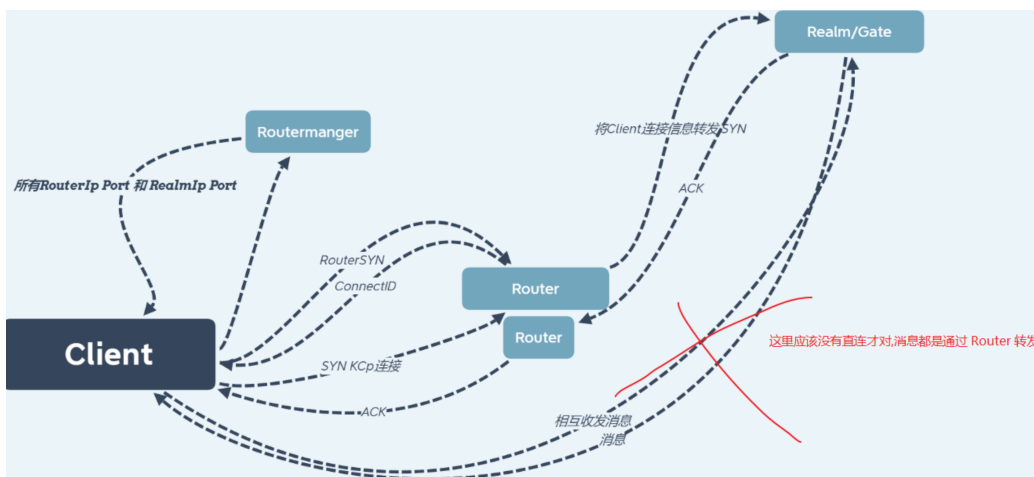 Realm/Gate
Routermanger
将Client连接信息转发 SYN
所有RouterIp Port 和 RealmIp Port
ACK
RouterSYN
ConnectID
Router
Router
Client
这里应该没有直连才对,消息都是通过 Router 转发
SYN KCp连接
ACK
相互收发消息
消息